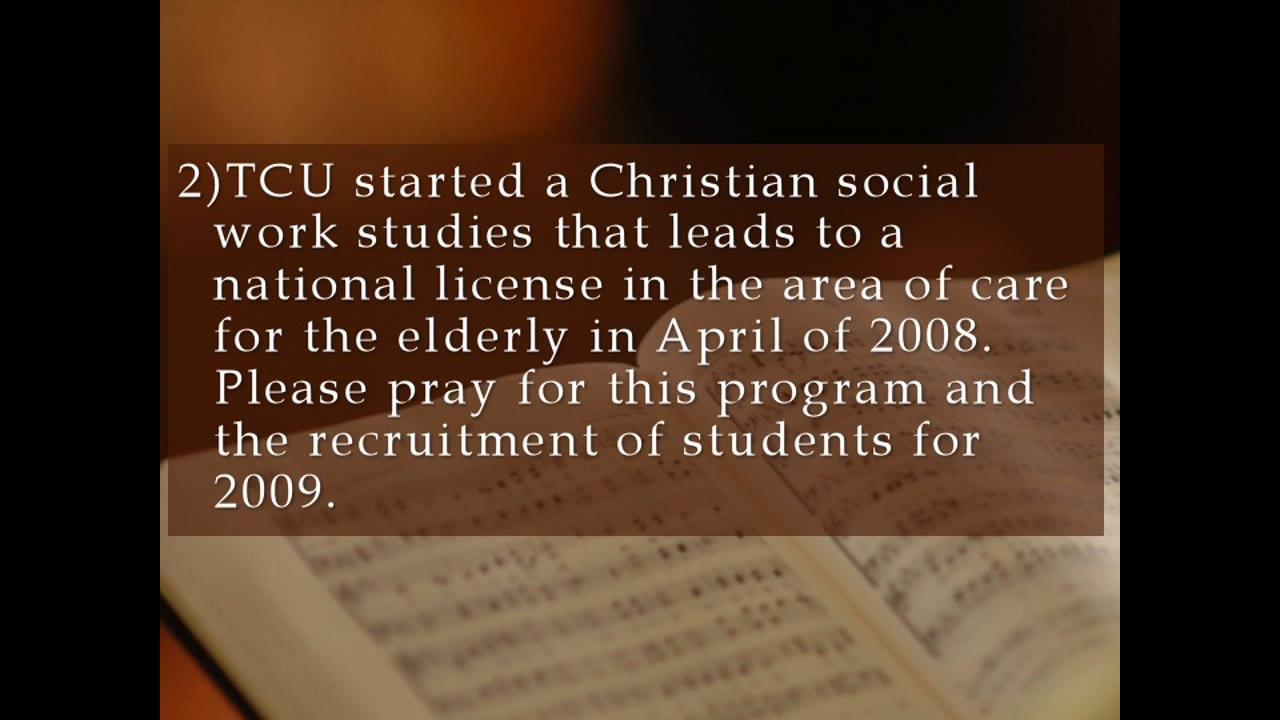 2)TCU started a Christian social
work studies that leads to a
national license in the area of care
for the elderly in April of 2008.
Please pray for this program and
the recruitment of students for
2009.